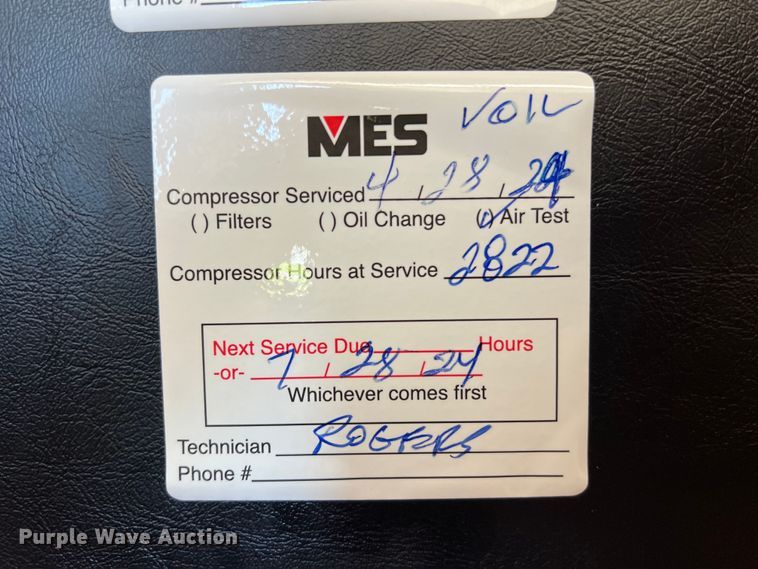 Phone #
MES
Compressor Serviced 4 / 28 / 24
( ) Filters ( ) Oil Change (✓) Air Test
Compressor Hours at Service 2822
Next Service Due Hours
-or- 7 / 28 / 24
Whichever comes first
Technician ROGERS
Phone #
Purple Wave Auction